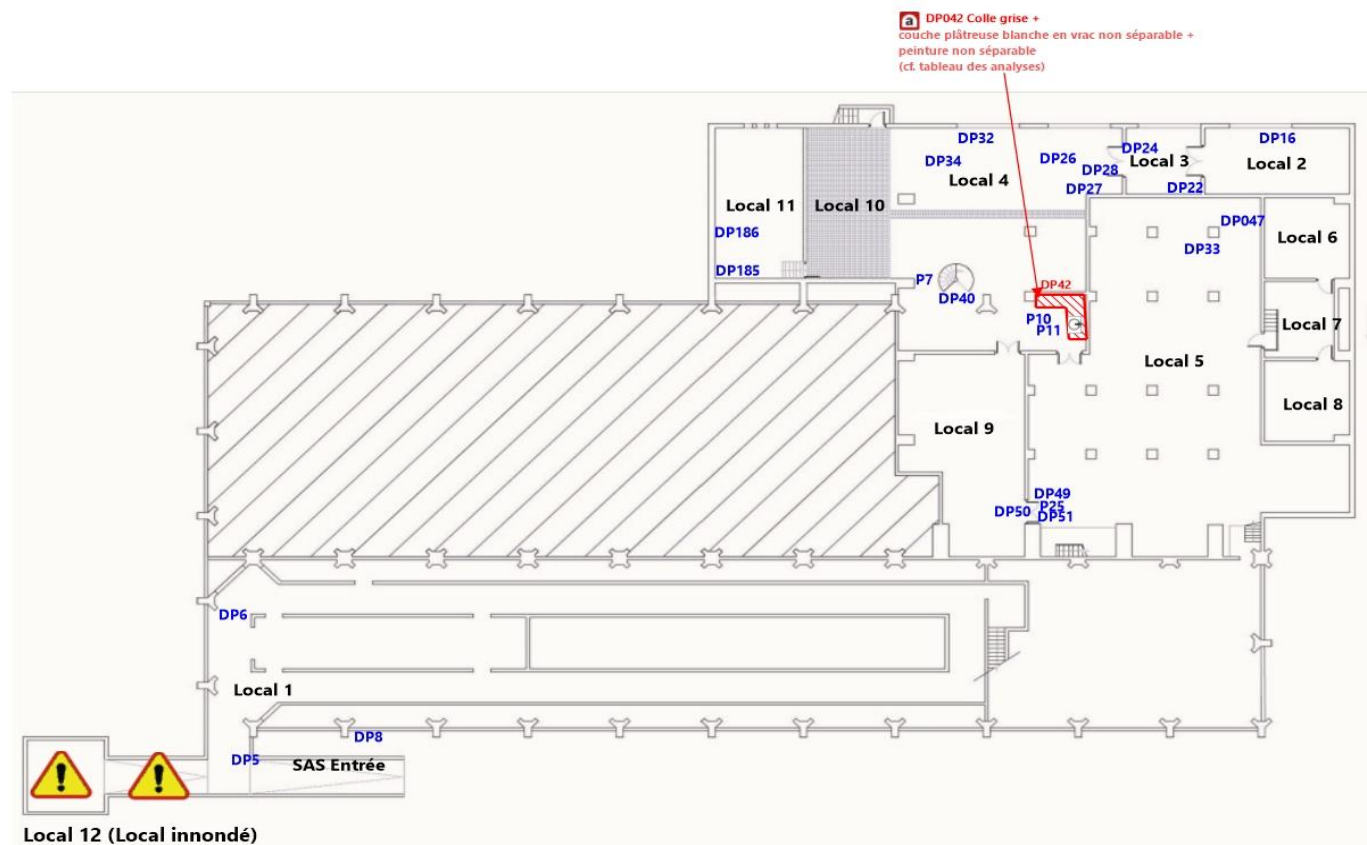 a DP042 Colle grise +
couche plâtreuse blanche en vrac non séparable +
peinture non séparable
(cf. tableau des analyses)
DP32
DP24
DP16
DP34
DP26
Local 3
Local 2
DP28
Local 4
DP27
DP22
Local 11
Local 10
DP047
DP186
Local 6
DP33
DP185
P7
DP42
DP40
P10
P11
Local 7
Local 5
Local 8
Local 9
DP49
P25
DP50
DP51
DP6
Local 1
DP8
DP5
SAS Entrée
Local 12 (Local innondé)